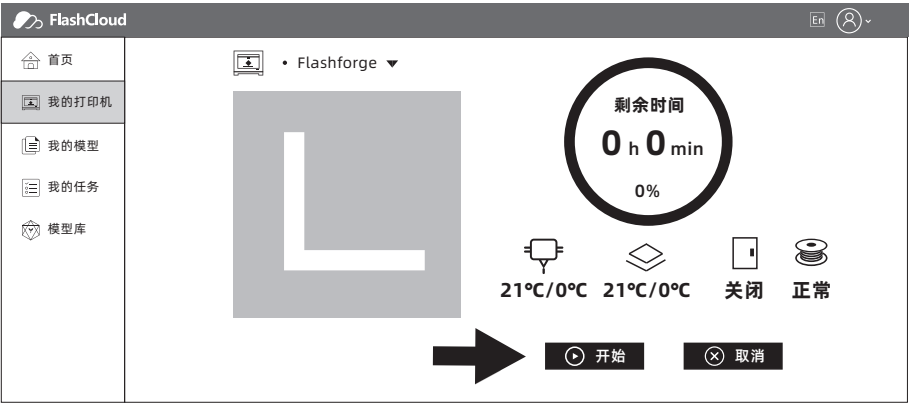 FlashCloud
En
首页
我的打印机
我的模型
我的任务
模型库
• Flashforge
剩余时间
0 h 0 min
0%
21℃/0℃ 21℃/0℃ 关闭 正常
开始 取消